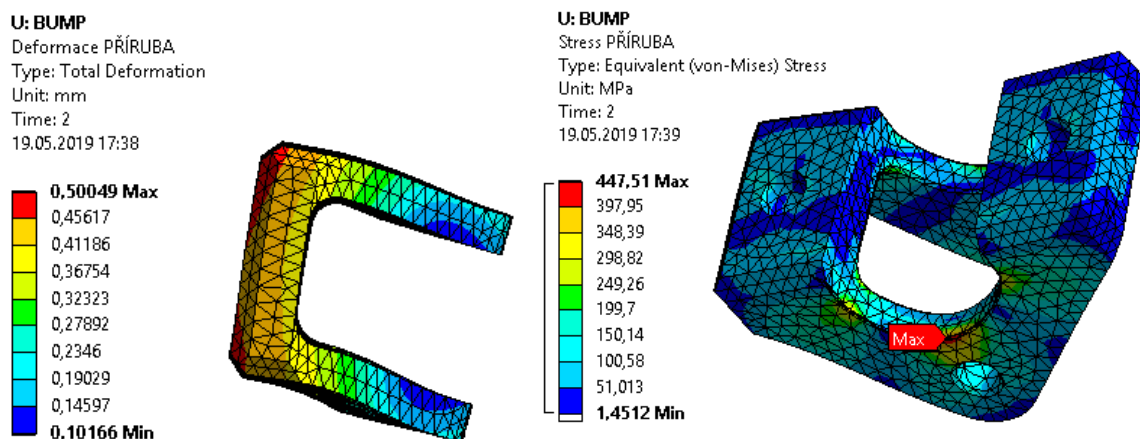 U: BUMP
Deformace PŘÍRUBA
Type: Total Deformation
Unit: mm
Time: 2
19.05.2019 17:38
0,50049 Max
0,45617
0,41186
0,36754
0,32323
0,27892
0,2346
0,19029
0,14597
0,10166 Min
U: BUMP
Stress PŘÍRUBA
Type: Equivalent (von-Mises) Stress
Unit: MPa
Time: 2
19.05.2019 17:39
447,51 Max
397,95
348,39
298,82
249,26
199,7
150,14
100,58
51,013
1,4512 Min
Max